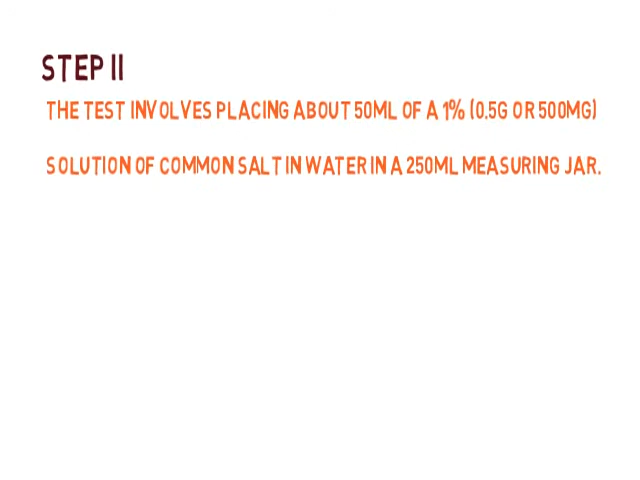 STEP II
THE TEST INVOLVES PLACING ABOUT 50ML OF A 1% (0.5G OR 500MG)
SOLUTION OF COMMON SALT IN WATER IN A 250ML MEASURING JAR.